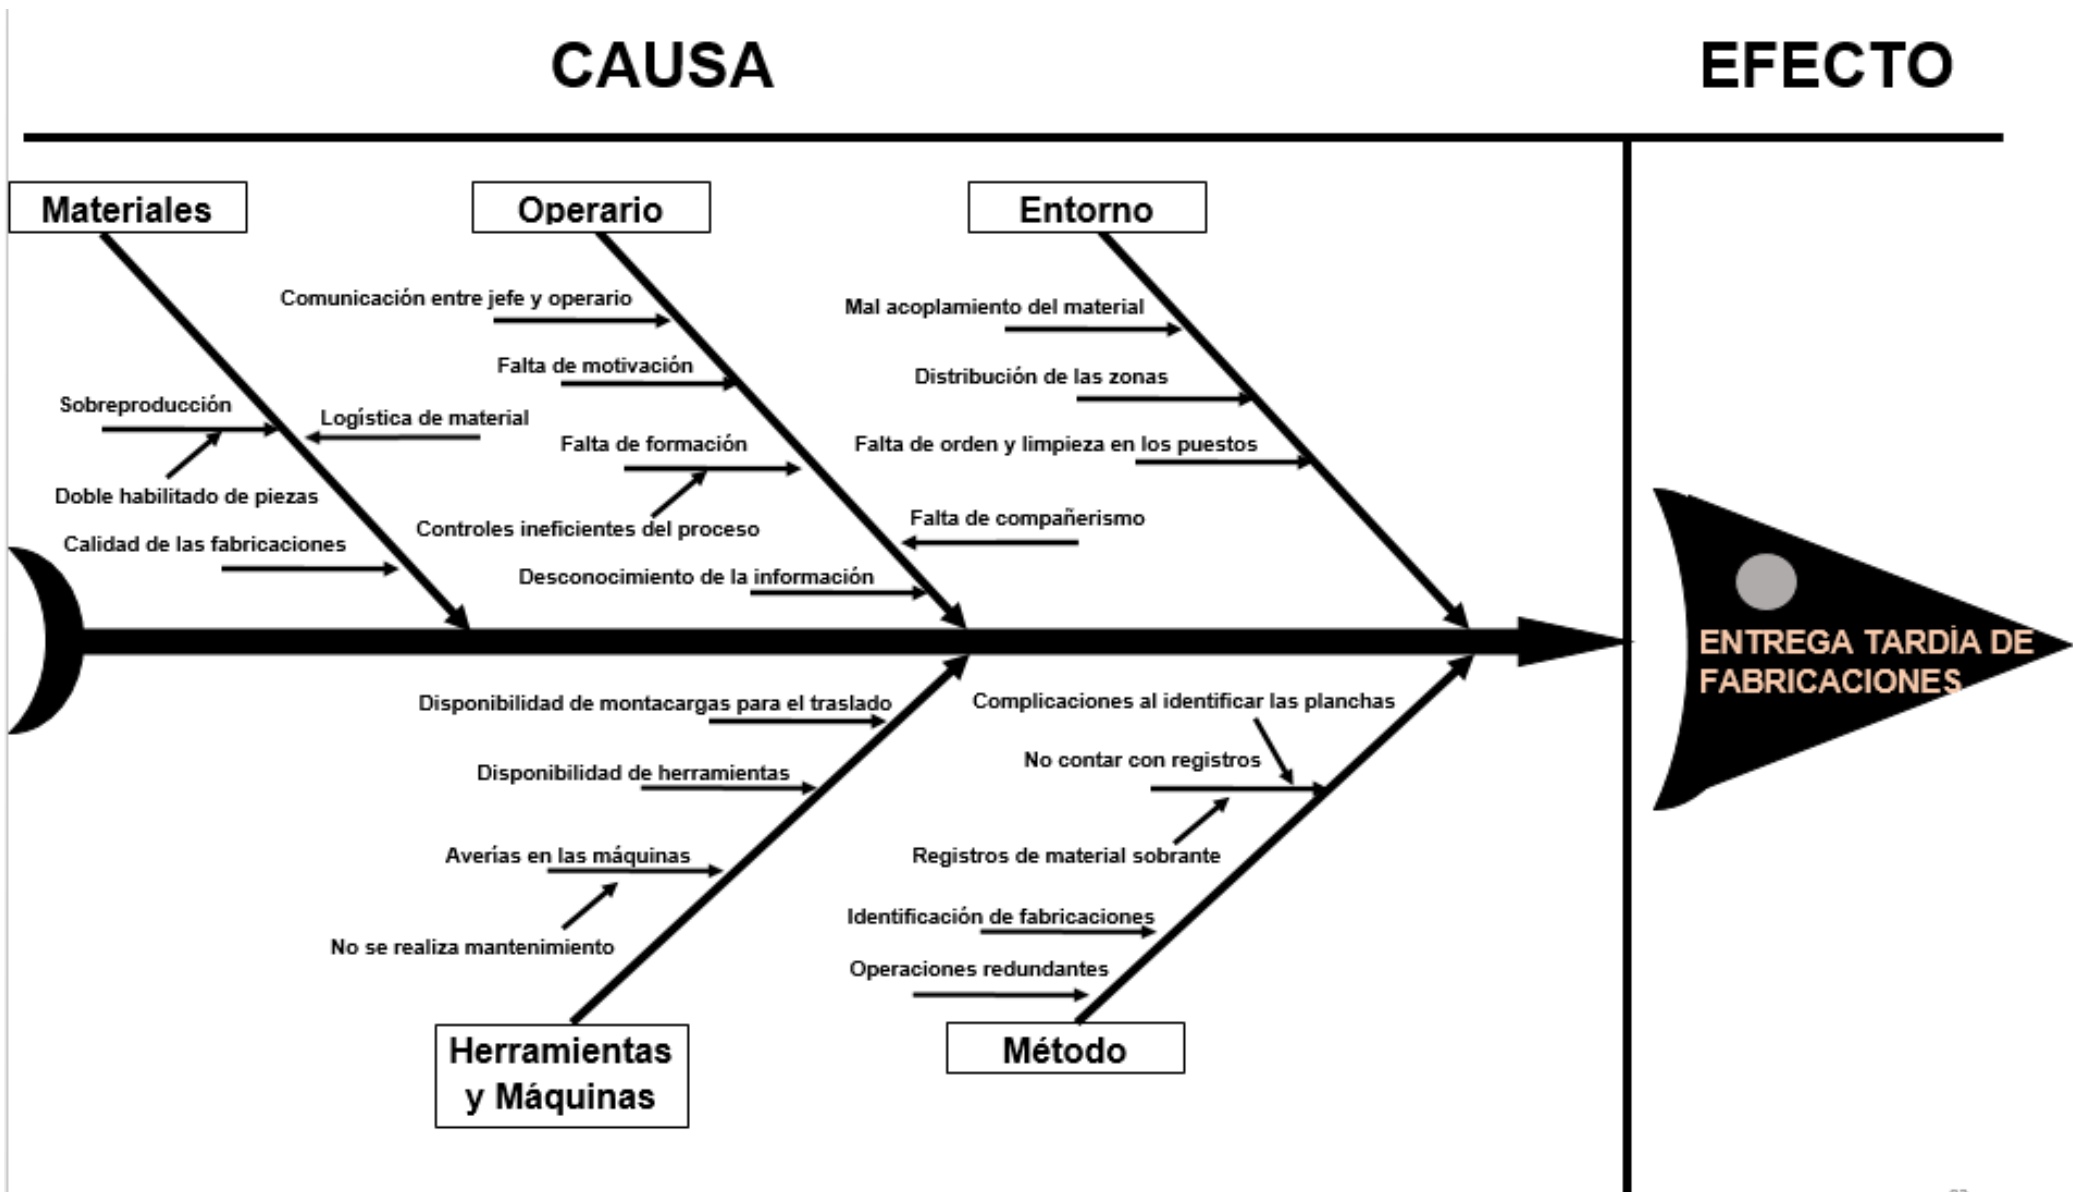 CAUSA
EFECTO
Materiales
Operario
Entorno
Comunicación entre jefe y operario
Mal acoplamiento del material
Falta de motivación
Distribución de las zonas
Sobreproducción
Logística de material
Falta de formación
Falta de orden y limpieza en los puestos
Doble habilitado de piezas
Controles ineficientes del proceso
Falta de compañerismo
Calidad de las fabricaciones
Desconocimiento de la información
ENTREGA TARDÍA DE
FABRICACIONES
Disponibilidad de montacargas para el traslado
Complicaciones al identificar las planchas
Disponibilidad de herramientas
No contar con registros
Averías en las máquinas
Registros de material sobrante
No se realiza mantenimiento
Identificación de fabricaciones
Operaciones redundantes
Herramientas
y Máquinas
Método